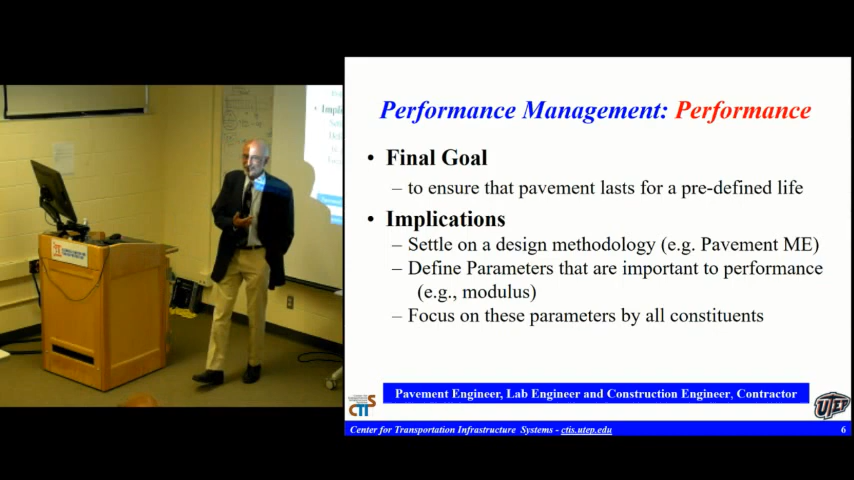 Performance Management: Performance
• Final Goal
– to ensure that pavement lasts for a pre-defined life
• Implications
– Settle on a design methodology (e.g. Pavement ME)
– Define Parameters that are important to performance
(e.g., modulus)
– Focus on these parameters by all constituents
Pavement Engineer, Lab Engineer and Construction Engineer, Contractor
CTIS
UTEP
Center for Transportation Infrastructure Systems - ctis.utep.edu
6